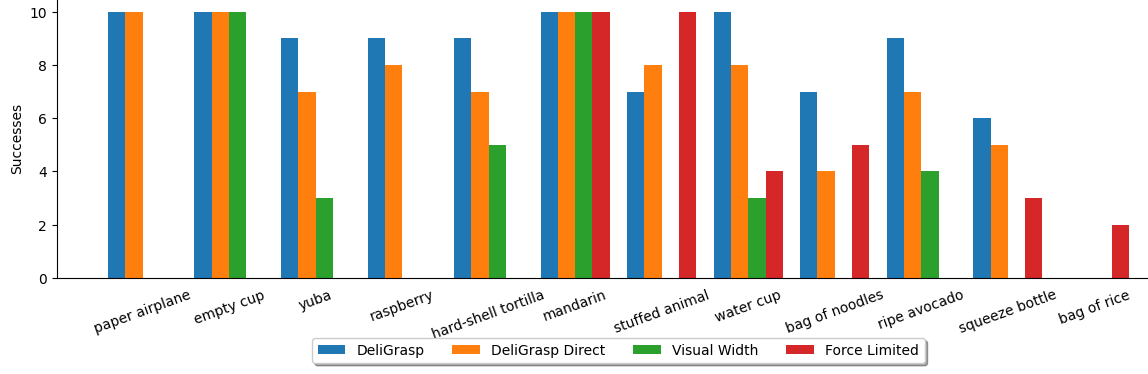 10
8
6
4
2
0
Successes
paper airplane
empty cup
yuba
raspberry
hard-shell tortilla
mandarin
stuffed animal
water cup
bag of noodles
ripe avocado
squeeze bottle
bag of rice
DeliGrasp DeliGrasp Direct Visual Width Force Limited